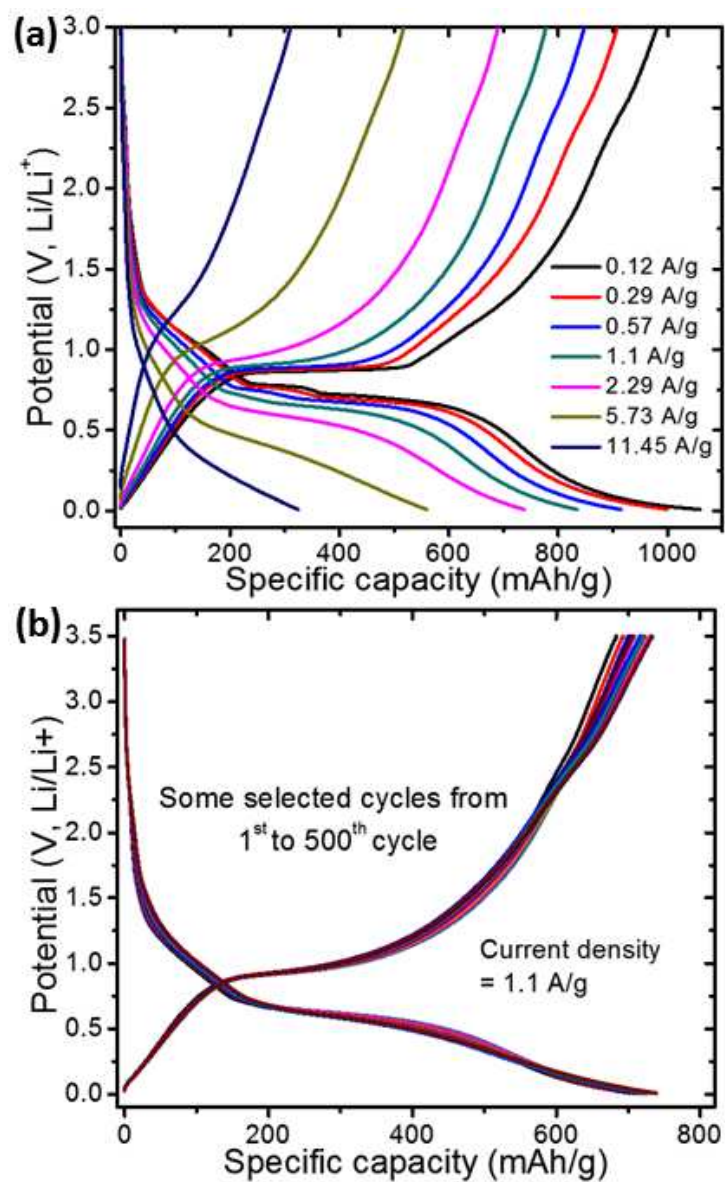 (a)
3.0
2.5
2.0
1.5
1.0
0.5
0.0
Potential (V, Li/Li⁺)
0.12 A/g
0.29 A/g
0.57 A/g
1.1 A/g
2.29 A/g
5.73 A/g
11.45 A/g
0 200 400 600 800 1000
Specific capacity (mAh/g)
(b)
3.5
3.0
2.5
2.0
1.5
1.0
0.5
0.0
Potential (V, Li/Li+)
Some selected cycles from
1ˢᵗ to 500ᵗʰ cycle
Current density
= 1.1 A/g
0 200 400 600 800
Specific capacity (mAh/g)